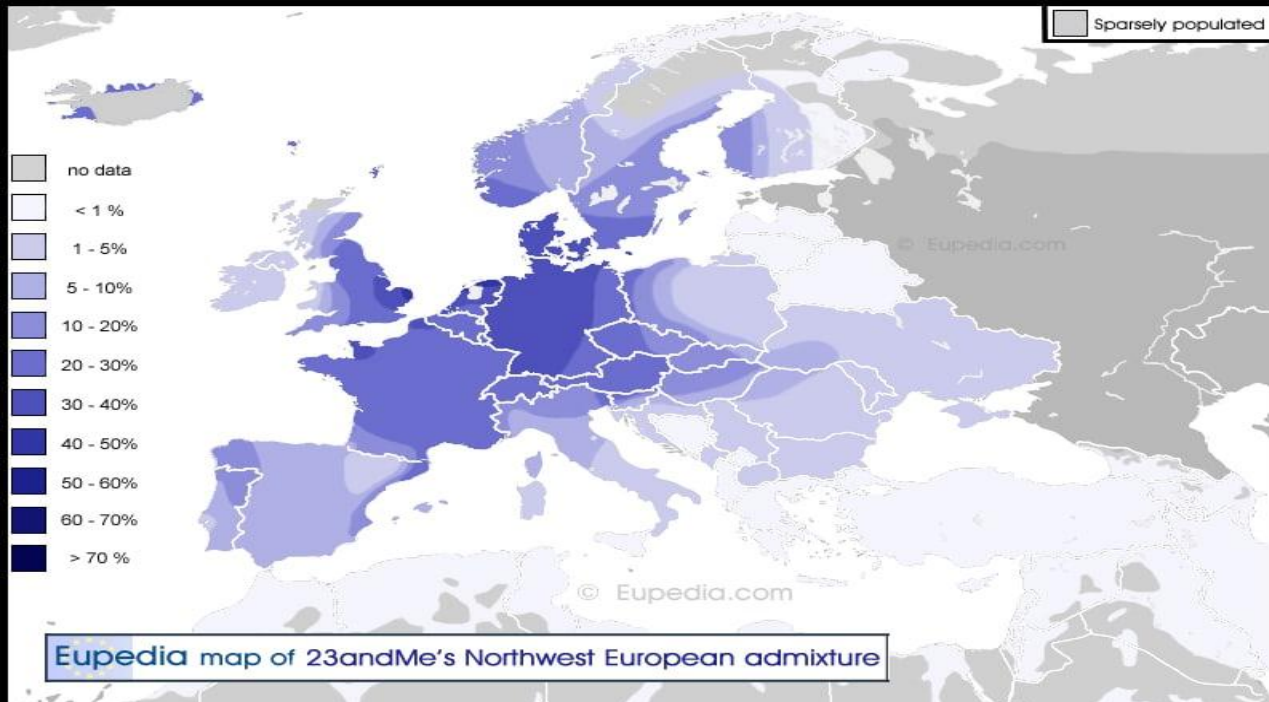 Sparsely populated
no data
< 1 %
1 - 5%
5 - 10%
10 - 20%
20 - 30%
30 - 40%
40 - 50%
50 - 60%
60 - 70%
> 70 %
© Eupedia.com
© Eupedia.com
Eupedia map of 23andMe's Northwest European admixture